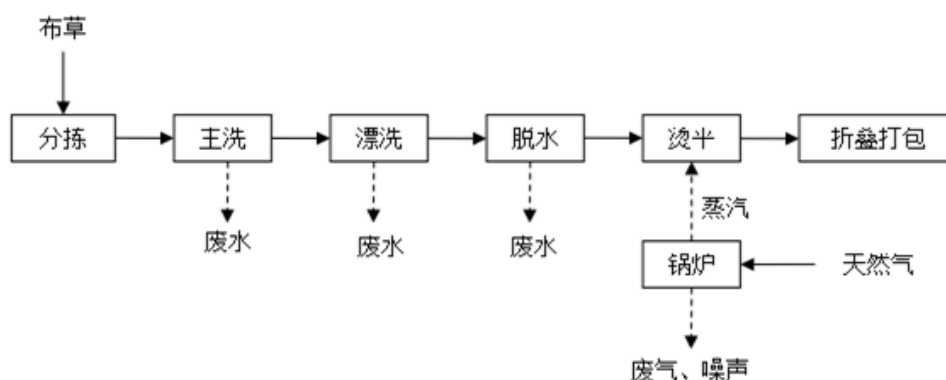 布草
分拣
主洗
漂洗
脱水
烫平
折叠打包
废水
废水
废水
蒸汽
锅炉
天然气
废气、噪声